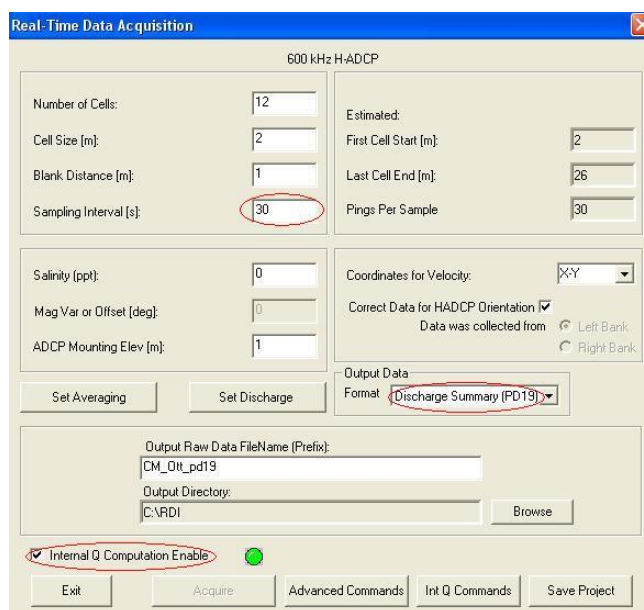 Real-Time Data Acquisition
600 kHz H-ADCP
Number of Cells: 12
Cell Size [m]: 2
Blank Distance [m]: 1
Sampling Interval [s]: 30
Estimated:
First Cell Start [m]: 2
Last Cell End [m]: 26
Pings Per Sample 30
Salinity (ppt): 0
Mag Var or Offset [deg]: 0
ADCP Mounting Elev [m]: 1
Coordinates for Velocity: X-Y
Correct Data for HADCP Orientation
Data was collected from Left Bank
Right Bank
Set Averaging Set Discharge
Output Data
Format Discharge Summary (PD19)
Output Raw Data FileName (Prefix):
CM_Ott_pd19
Output Directory:
C:\RDI
Browse
Internal Q Computation Enable
Exit Acquire Advanced Commands Int Q Commands Save Project